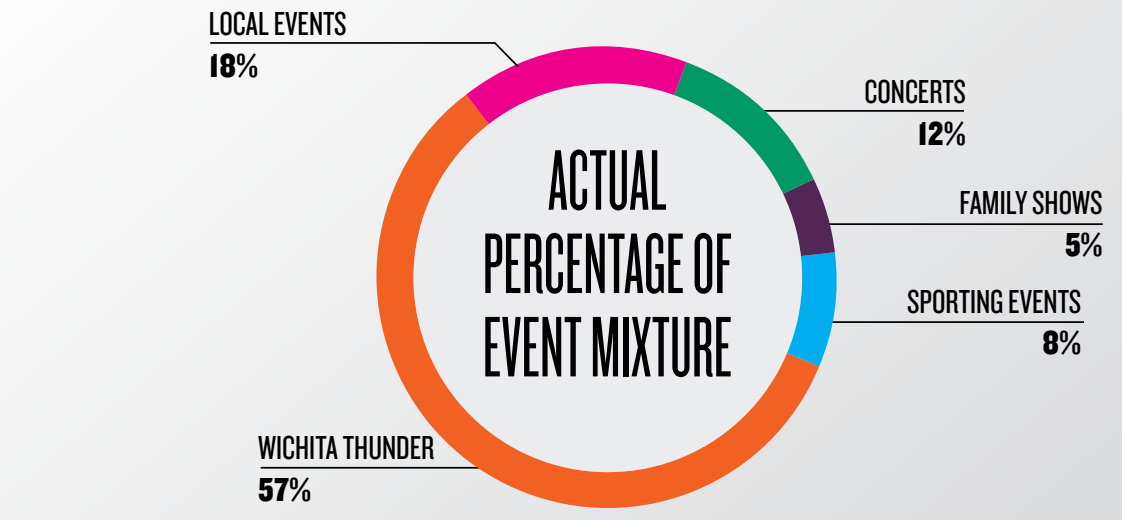 LOCAL EVENTS
18%
CONCERTS
12%
ACTUAL
PERCENTAGE OF
EVENT MIXTURE
FAMILY SHOWS
5%
SPORTING EVENTS
8%
WICHITA THUNDER
57%